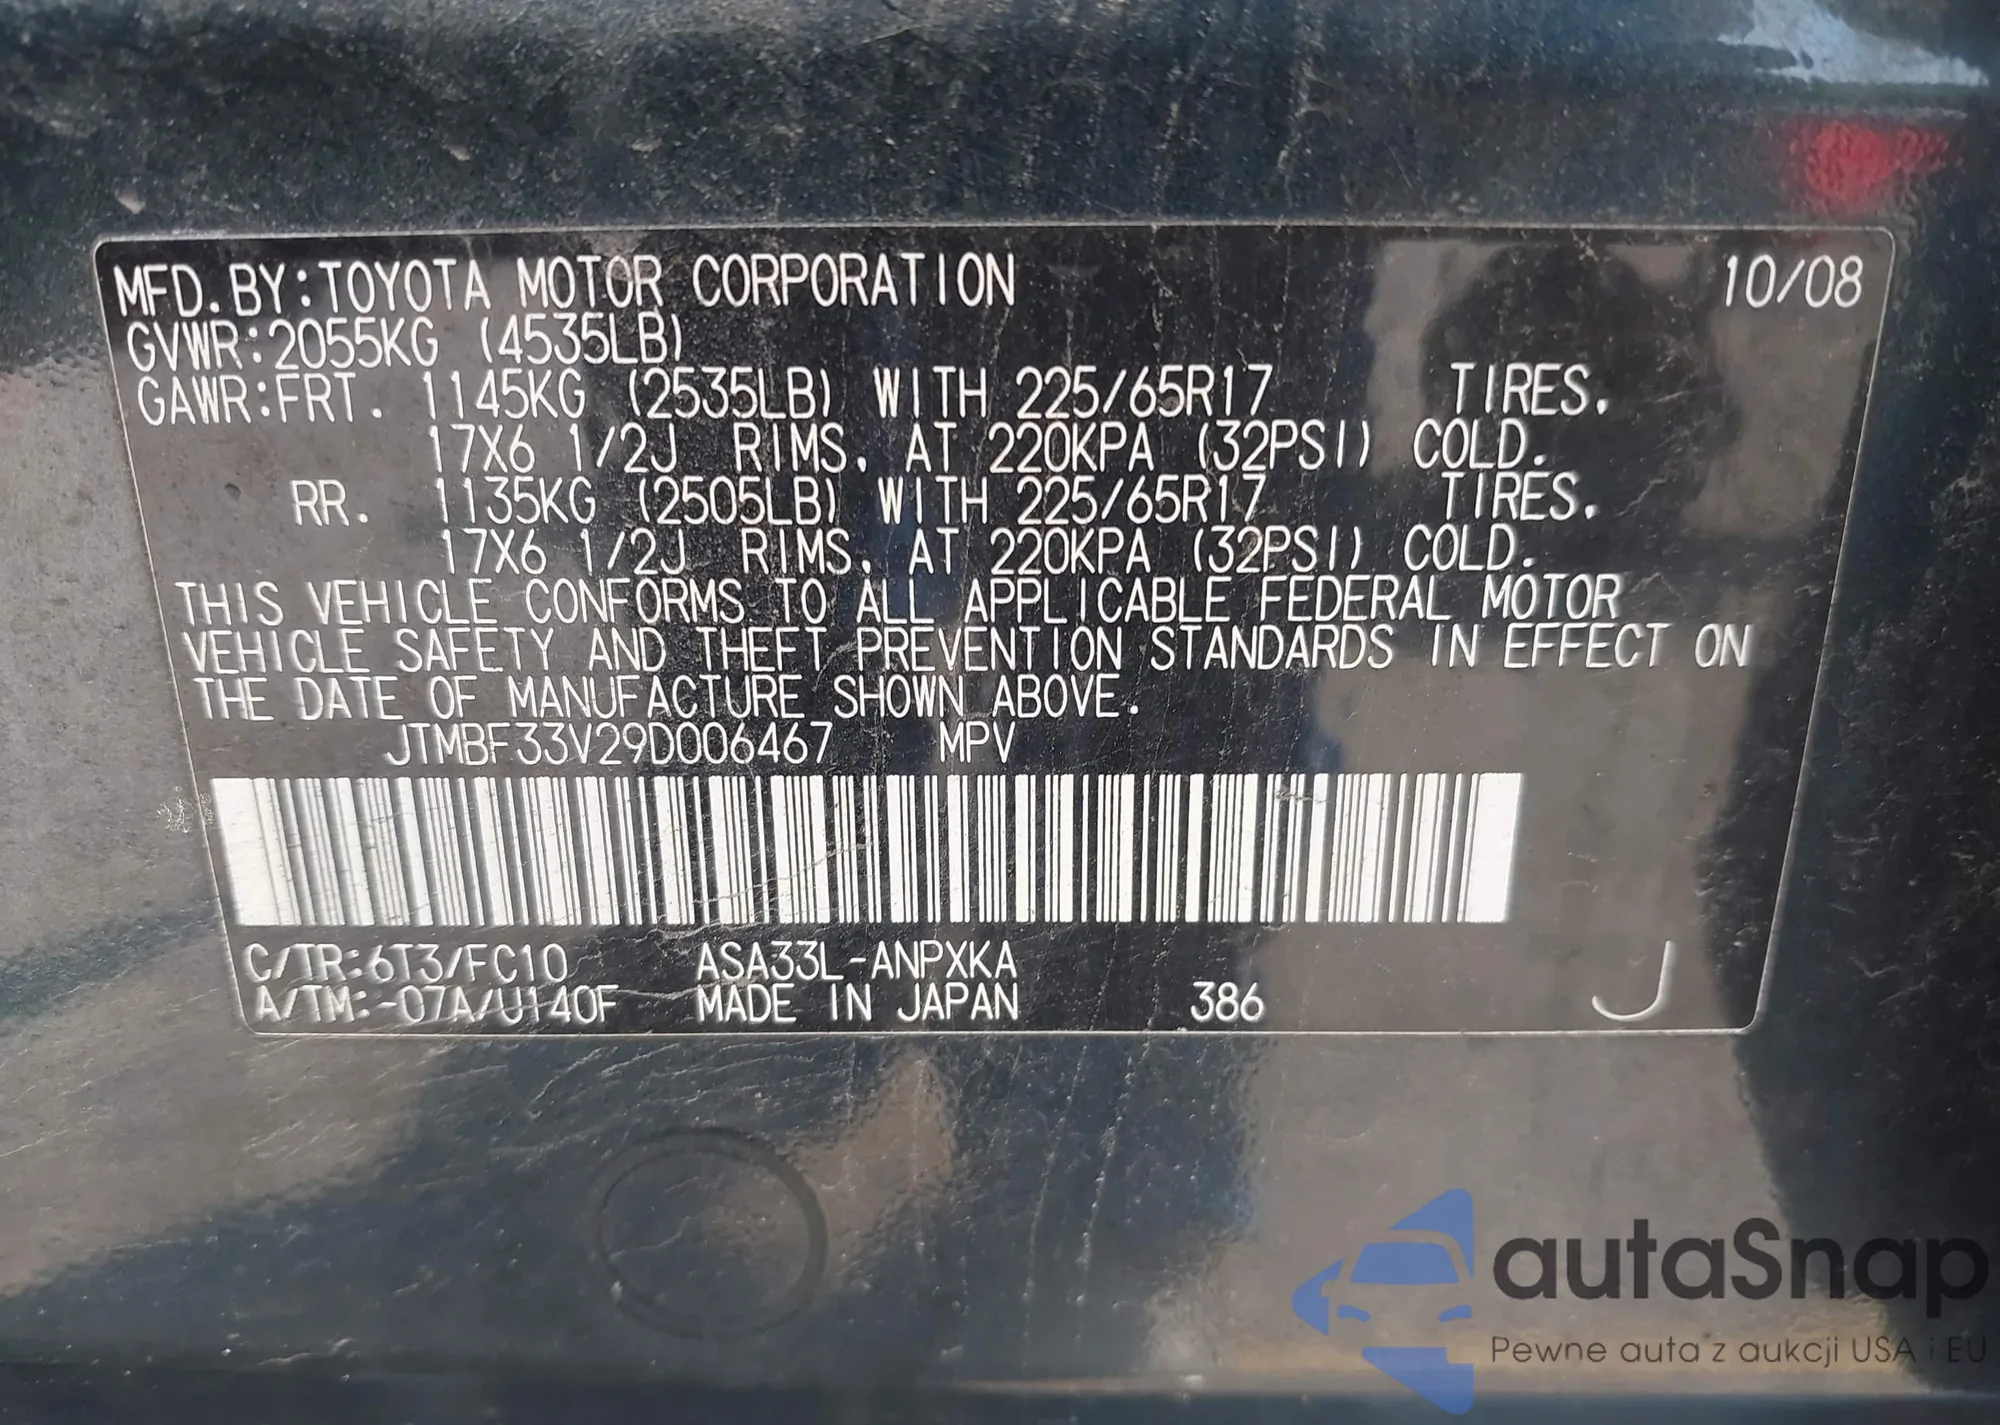 MFD.BY:TOYOTA MOTOR CORPORATION 10/08
GVWR:2055KG (4535LB)
GAWR:FRT. 1145KG (2535LB) WITH 225/65R17 TIRES.
17X6 1/2J RIMS, AT 220KPA (32PSI) COLD.
RR. 1135KG (2505LB) WITH 225/65R17 TIRES.
17X6 1/2J RIMS, AT 220KPA (32PSI) COLD.
THIS VEHICLE CONFORMS TO ALL APPLICABLE FEDERAL MOTOR
VEHICLE SAFETY AND THEFT PREVENTION STANDARDS IN EFFECT ON
THE DATE OF MANUFACTURE SHOWN ABOVE.
JTMBF33V29D006467 MPV
C/TR:6T3/FC10 ASA33L-ANPXKA
A/TM:-07A/U140F MADE IN JAPAN 386 J
autaSnap
Pewne auta z aukcji USA i EU